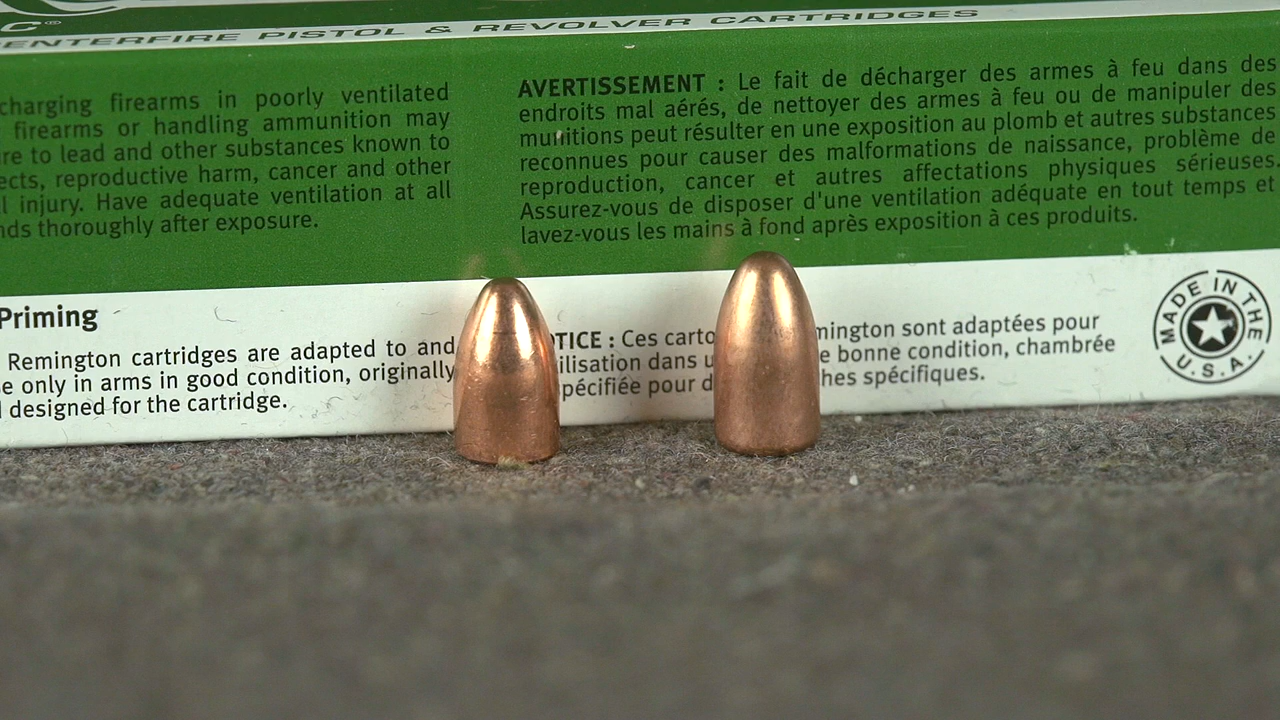 C®
CENTERFIRE PISTOL & REVOLVER CARTRIDGES
charging firearms in poorly ventilated
firearms or handling ammunition may
re to lead and other substances known to
ects, reproductive harm, cancer and other
l injury. Have adequate ventilation at all
nds thoroughly after exposure.
AVERTISSEMENT : Le fait de décharger des armes à feu dans des
endroits mal aérés, de nettoyer des armes à feu ou de manipuler des
munitions peut résulter en une exposition au plomb et autres substances
reconnues pour causer des malformations de naissance, problème de
reproduction, cancer et autres affectations physiques sérieuses.
Assurez-vous de disposer d'une ventilation adéquate en tout temps et
lavez-vous les mains à fond après exposition à ces produits.
Priming
Remington cartridges are adapted to and
e only in arms in good condition, originally
d designed for the cartridge.
OTICE : Ces carto mington sont adaptées pour
ilisation dans u e bonne condition, chambrée
pécifiée pour d hes spécifiques.
MADE IN THE
U.S.A.